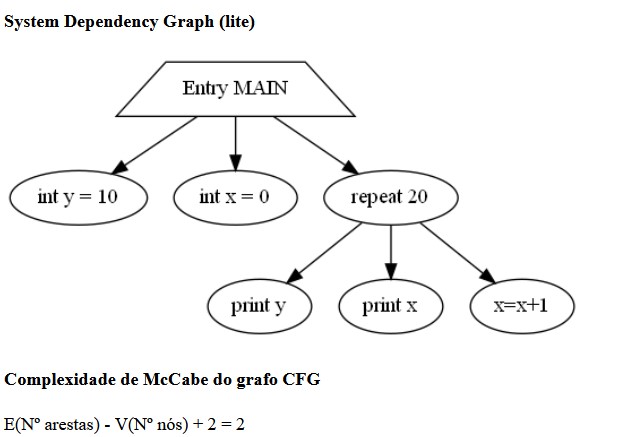 System Dependency Graph (lite)
Entry MAIN
int y = 10
int x = 0
repeat 20
print y
print x
x=x+1
Complexidade de McCabe do grafo CFG
E(Nº arestas) - V(Nº nós) + 2 = 2